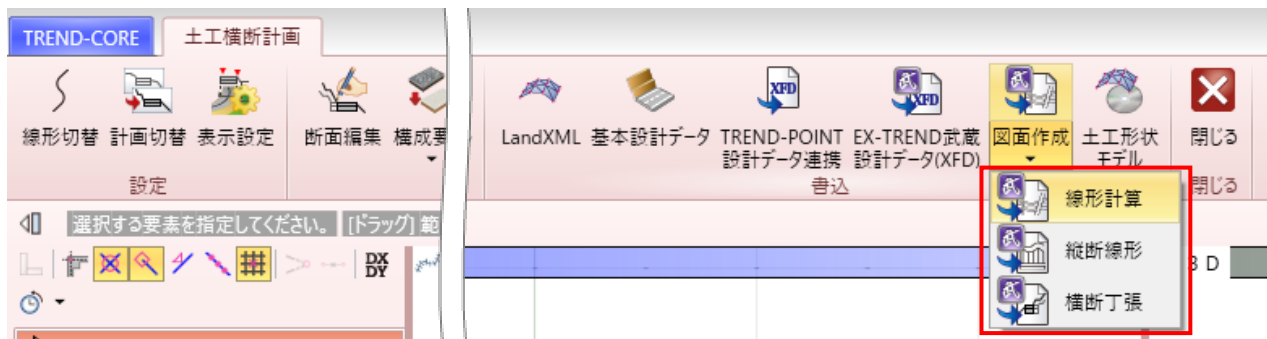 TREND-CORE 土工横断計画
線形切替 計画切替 表示設定 断面編集 構成要
LandXML 基本設計データ TREND-POINT 設計データ連携 EX-TREND武蔵 設計データ(XFD) 図面作成 土工形状モデル 閉じる
設定 書込 閉じる
XFD
XFD
線形計算
縦断線形
横断丁張
選択する要素を指定してください。 [ドラッグ] 範
DX
DY
D